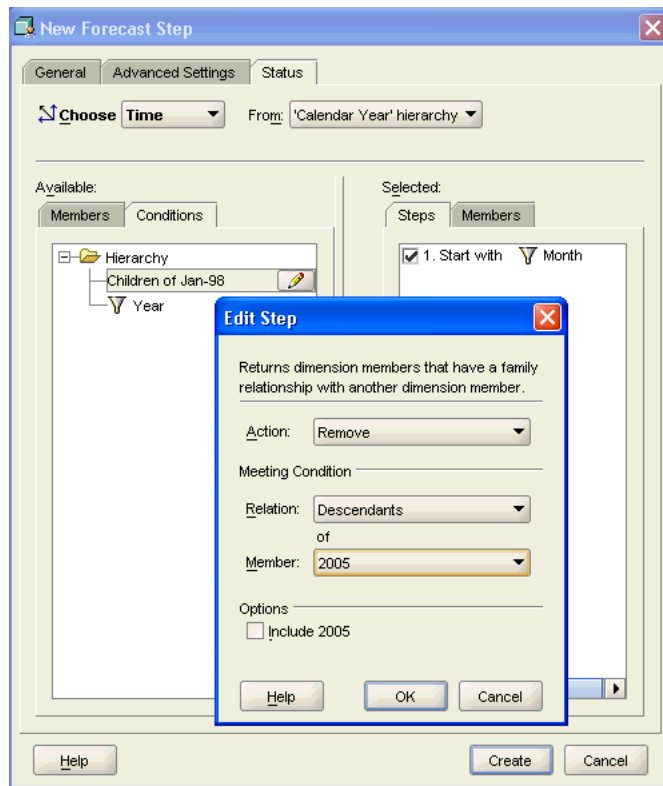 New Forecast Step
General Advanced Settings Status
Choose Time From: 'Calendar Year' hierarchy
Available: Selected:
Members Conditions Steps Members
Hierarchy 1. Start with Month
Children of Jan-98
Year
Edit Step
Returns dimension members that have a family
relationship with another dimension member.
Action: Remove
Meeting Condition
Relation: Descendants
of
Member: 2005
Options
Include 2005
Help OK Cancel
Help Create Cancel